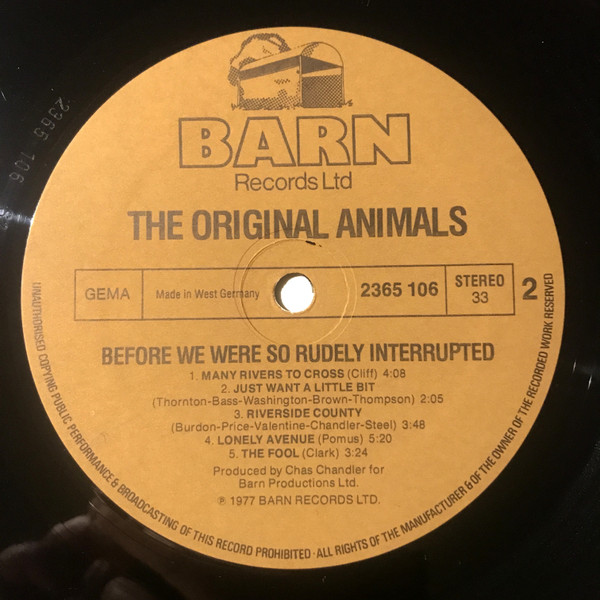 BARN
Records Ltd
THE ORIGINAL ANIMALS
GEMA
Made in West Germany
2365 106
STEREO
33
2
BEFORE WE WERE SO RUDELY INTERRUPTED
1. MANY RIVERS TO CROSS (Cliff) 4:08
2. JUST WANT A LITTLE BIT
(Thornton-Bass-Washington-Brown-Thompson) 2:05
3. RIVERSIDE COUNTY
(Burdon-Price-Valentine-Chandler-Steel) 3:48
4. LONELY AVENUE (Pomus) 5:20
5. THE FOOL (Clark) 4:24
Produced by Chas Chandler for
Barn Productions Ltd.
℗ 1977 BARN RECORDS LTD.
UNAUTHORISED COPYING PUBLIC PERFORMANCE & BROADCASTING OF THIS RECORD PROHIBITED · ALL RIGHTS OF THE MANUFACTURER & OF THE OWNER OF THE RECORDED WORK RESERVED
2365 106